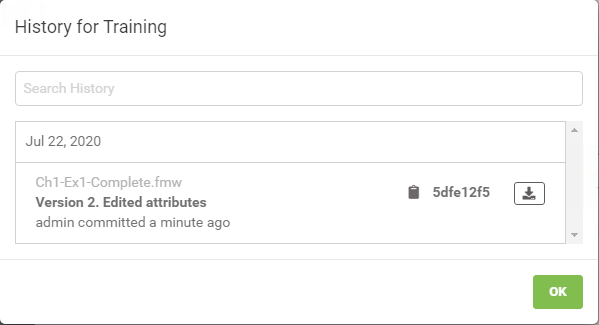 History for Training
Search History
Jul 22, 2020
Ch1-Ex1-Complete.fmw
Version 2. Edited attributes
5dfe12f5
admin committed a minute ago
OK